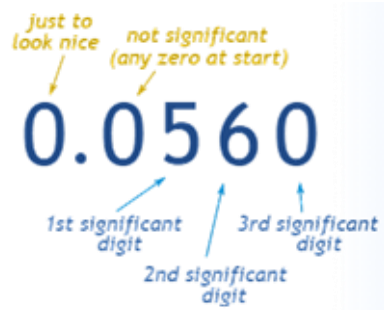 just to
look nice
not significant
(any zero at start)
0.0560
1st significant
digit
2nd significant
digit
3rd significant
digit